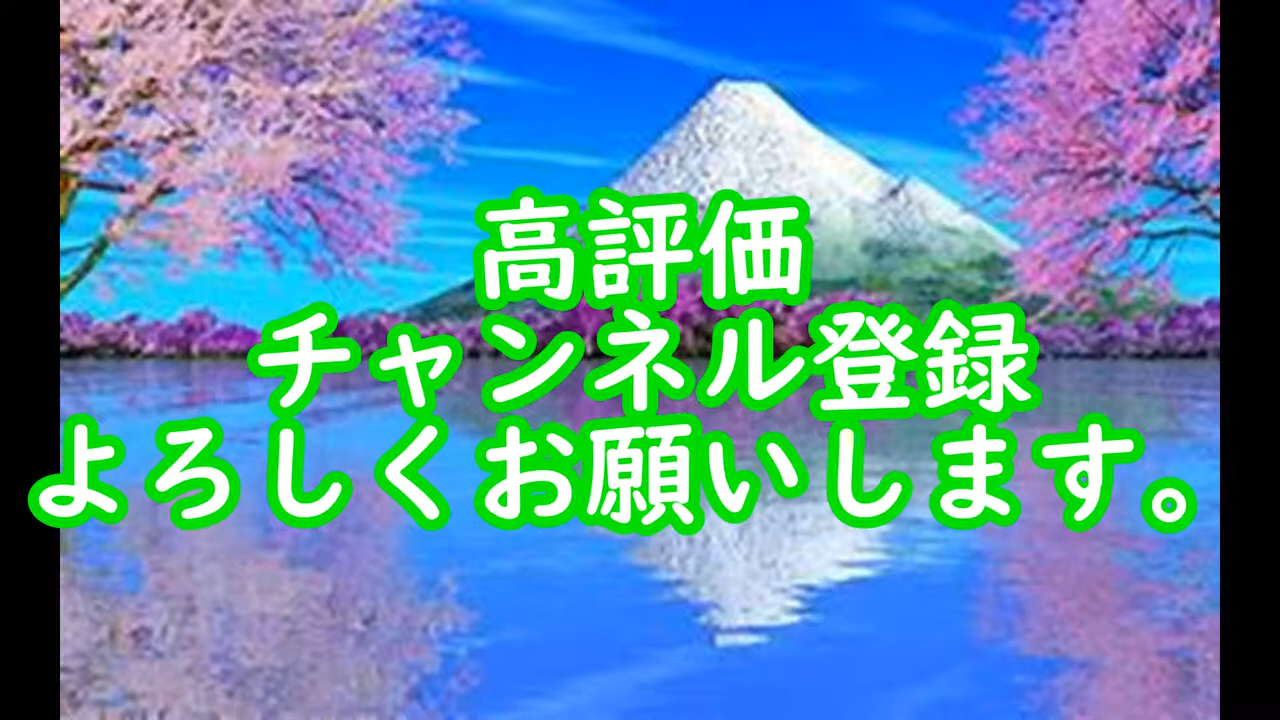 高評価
チャンネル登録
よろしくお願いします。